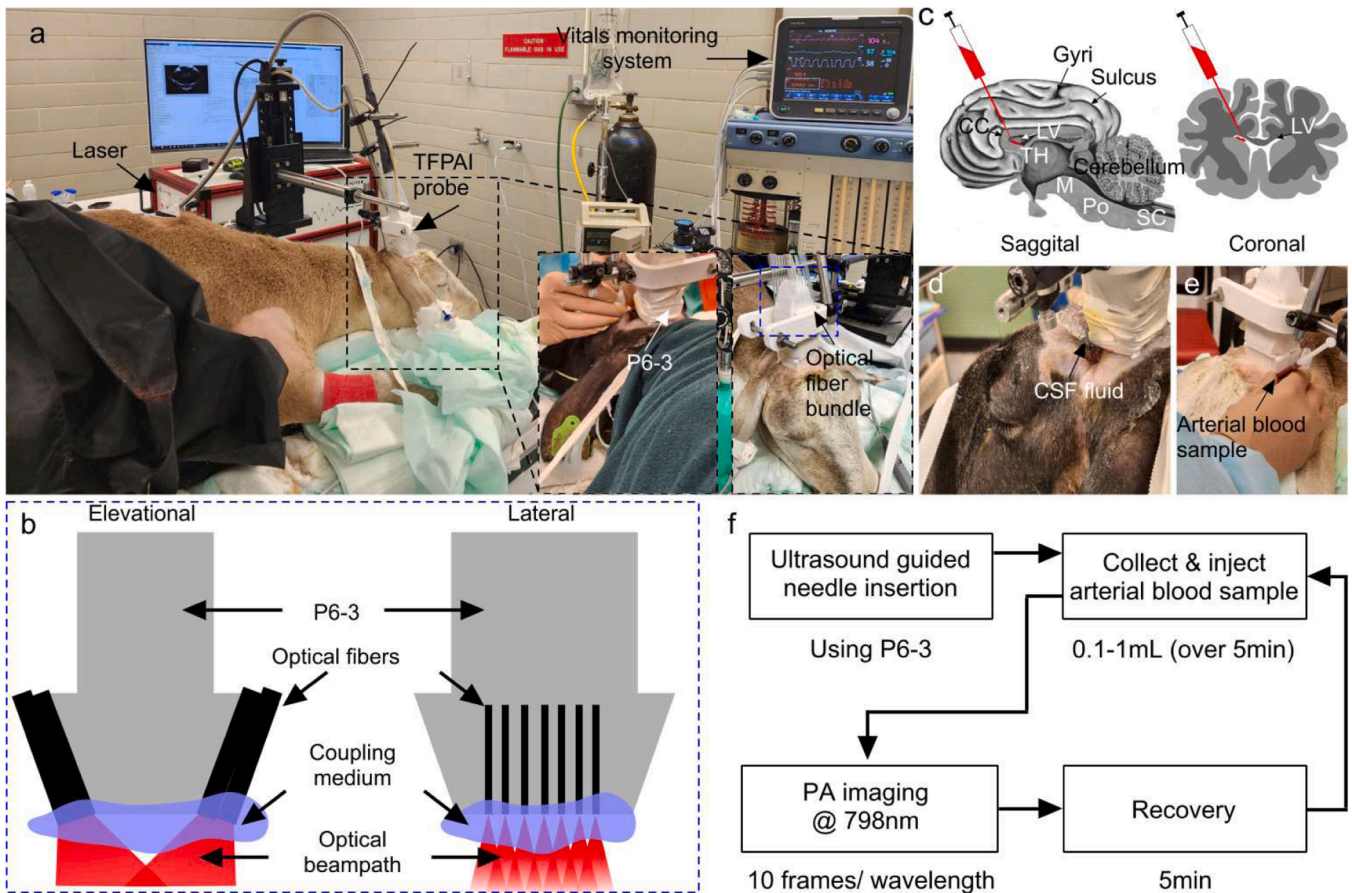 a
Vitals monitoring
system
CAUTION
FLAMMABLE GAS IN USE
Laser
TFPAI
probe
104
97
38
P6-3
Optical
fiber
bundle
c
Gyri
Sulcus
CC
LV
TH
Cerebellum
M
Po
SC
LV
Saggital
Coronal
d
CSF fluid
e
Arterial blood
sample
b
Elevational
Lateral
P6-3
Optical fibers
Coupling
medium
Optical
beampath
f
Ultrasound guided
needle insertion
Using P6-3
Collect & inject
arterial blood sample
0.1-1mL (over 5min)
PA imaging
@ 798nm
10 frames/ wavelength
Recovery
5min